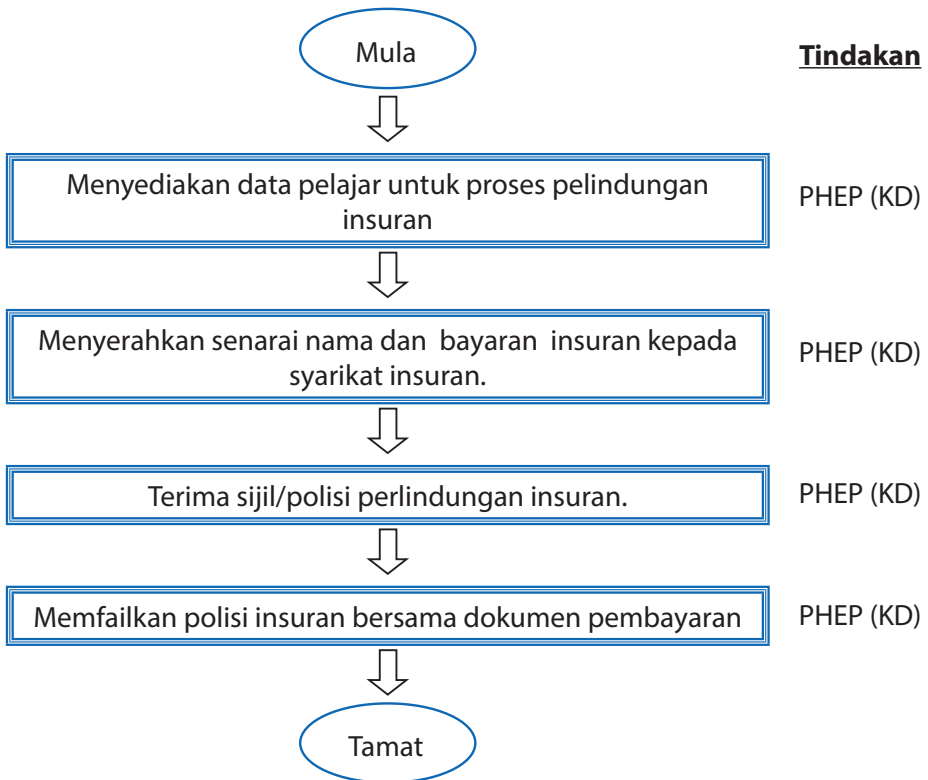 Mula
Tindakan
Menyediakan data pelajar untuk proses pelindungan
insuran
PHEP (KD)
Menyerahkan senarai nama dan bayaran insuran kepada
syarikat insuran.
PHEP (KD)
Terima sijil/polisi perlindungan insuran.
PHEP (KD)
Memfailkan polisi insuran bersama dokumen pembayaran
PHEP (KD)
Tamat